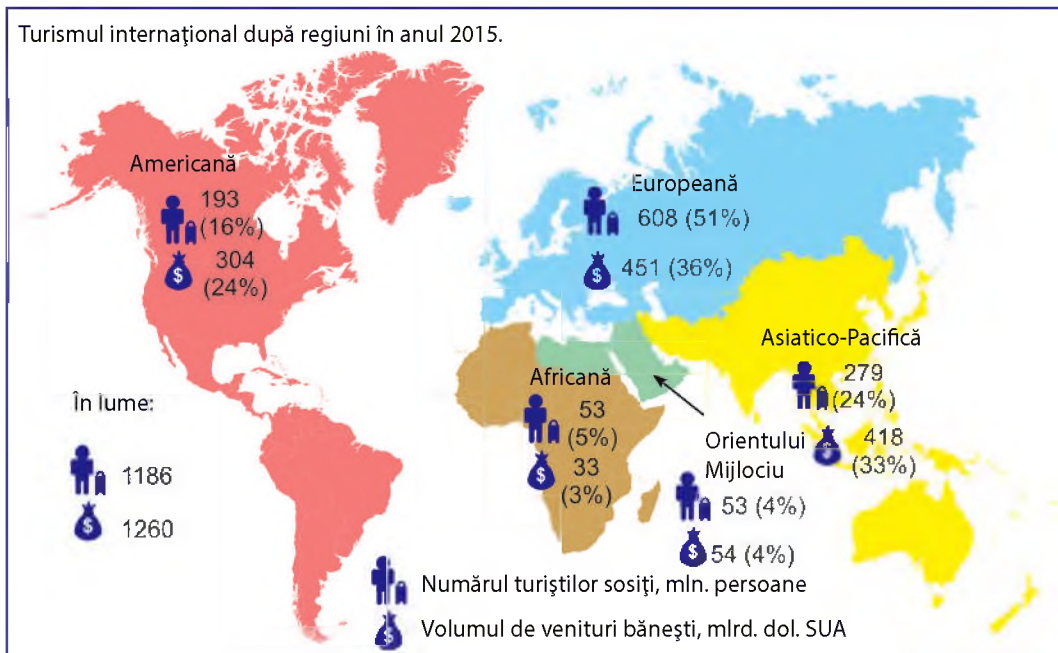 Turismul internaţional după regiuni în anul 2015.
Americană
193
(16%)
304
(24%)
Europeană
608 (51%)
451 (36%)
Asiatico-Pacifică
279
(24%)
418
(33%)
Africană
53
(5%)
33
(3%)
Orientului
Mijlociu
53 (4%)
54 (4%)
În lume:
1186
1260
Numărul turiştilor sosiţi, mln. persoane
Volumul de venituri băneşti, mlrd. dol. SUA